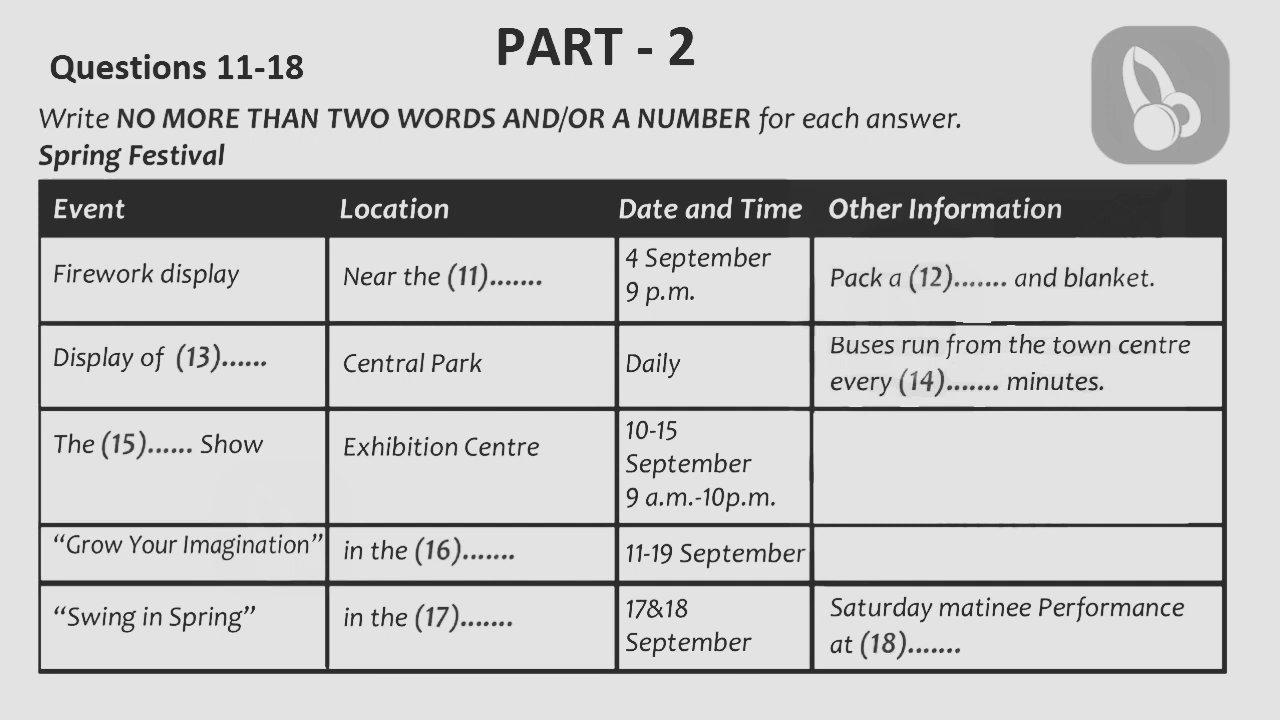 PART - 2
Questions 11-18
Write NO MORE THAN TWO WORDS AND/OR A NUMBER for each answer.
Spring Festival
Event Location Date and Time Other Information
Firework display
Near the (11).......
4 September
9 p.m.
Pack a (12)....... and blanket.
Display of (13)......
Central Park
Daily
Buses run from the town centre
every (14)....... minutes.
The (15)...... Show
Exhibition Centre
10-15
September
9 a.m.-10p.m.
“Grow Your Imagination”
in the (16).......
11-19 September
“Swing in Spring”
in the (17).......
17&18
September
Saturday matinee Performance
at (18).......